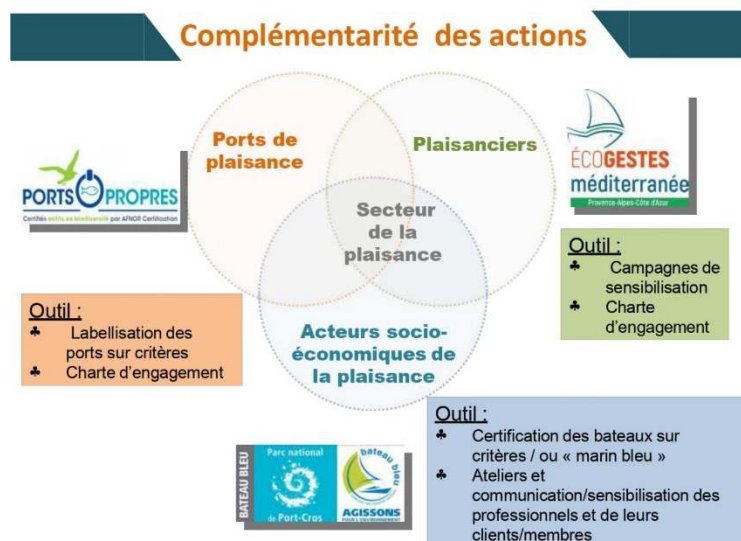 Complémentarité des actions
Ports de
plaisance
Plaisanciers
PORTS PROPRES
Certifiés actifs en biodiversité par AFNOR Certification
ÉCOGESTES
méditerranée
Provence-Alpes-Côte d'Azur
Secteur
de la
plaisance
Outil :
♣ Campagnes de
sensibilisation
♣ Charte
d'engagement
Outil :
♣ Labellisation des
ports sur critères
♣ Charte d'engagement
Acteurs socio-
économiques de
la plaisance
Outil :
♣ Certification des bateaux sur
critères / ou « marin bleu »
♣ Ateliers et
communication/sensibilisation des
professionnels et de leurs
clients/membres
BATEAU BLEU
Parc national
de Port-Cros
bateau bleu
AGISSONS
POUR L'ENVIRONNEMENT